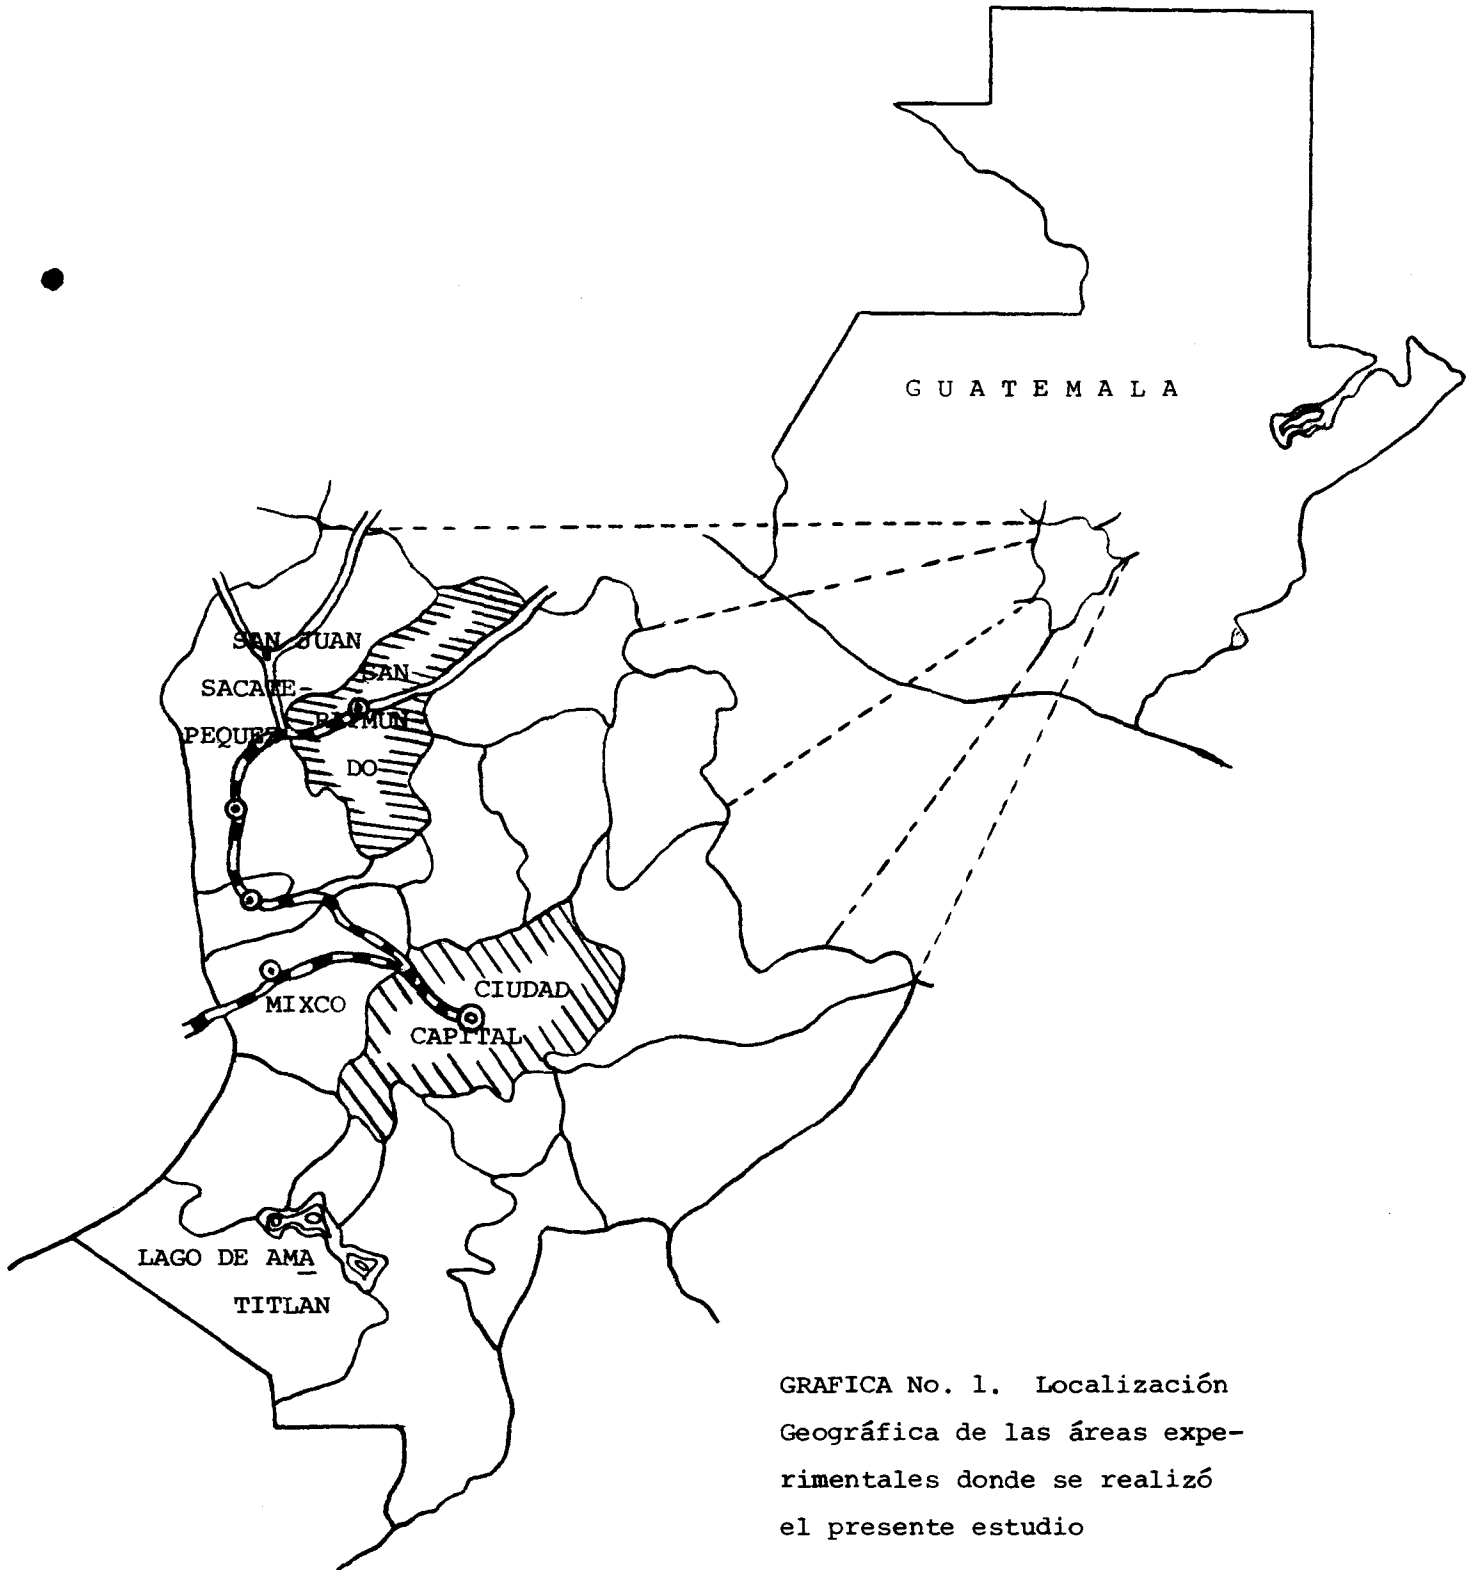 G U A T E M A L A
SAN JUAN
SACATE-
PEQUEZ
SAN
RAIMUN
DO
CIUDAD
CAPITAL
MIXCO
LAGO DE AMA
TITLAN
GRAFICA No. 1. Localización
Geográfica de las áreas expe-
rimentales donde se realizó
el presente estudio